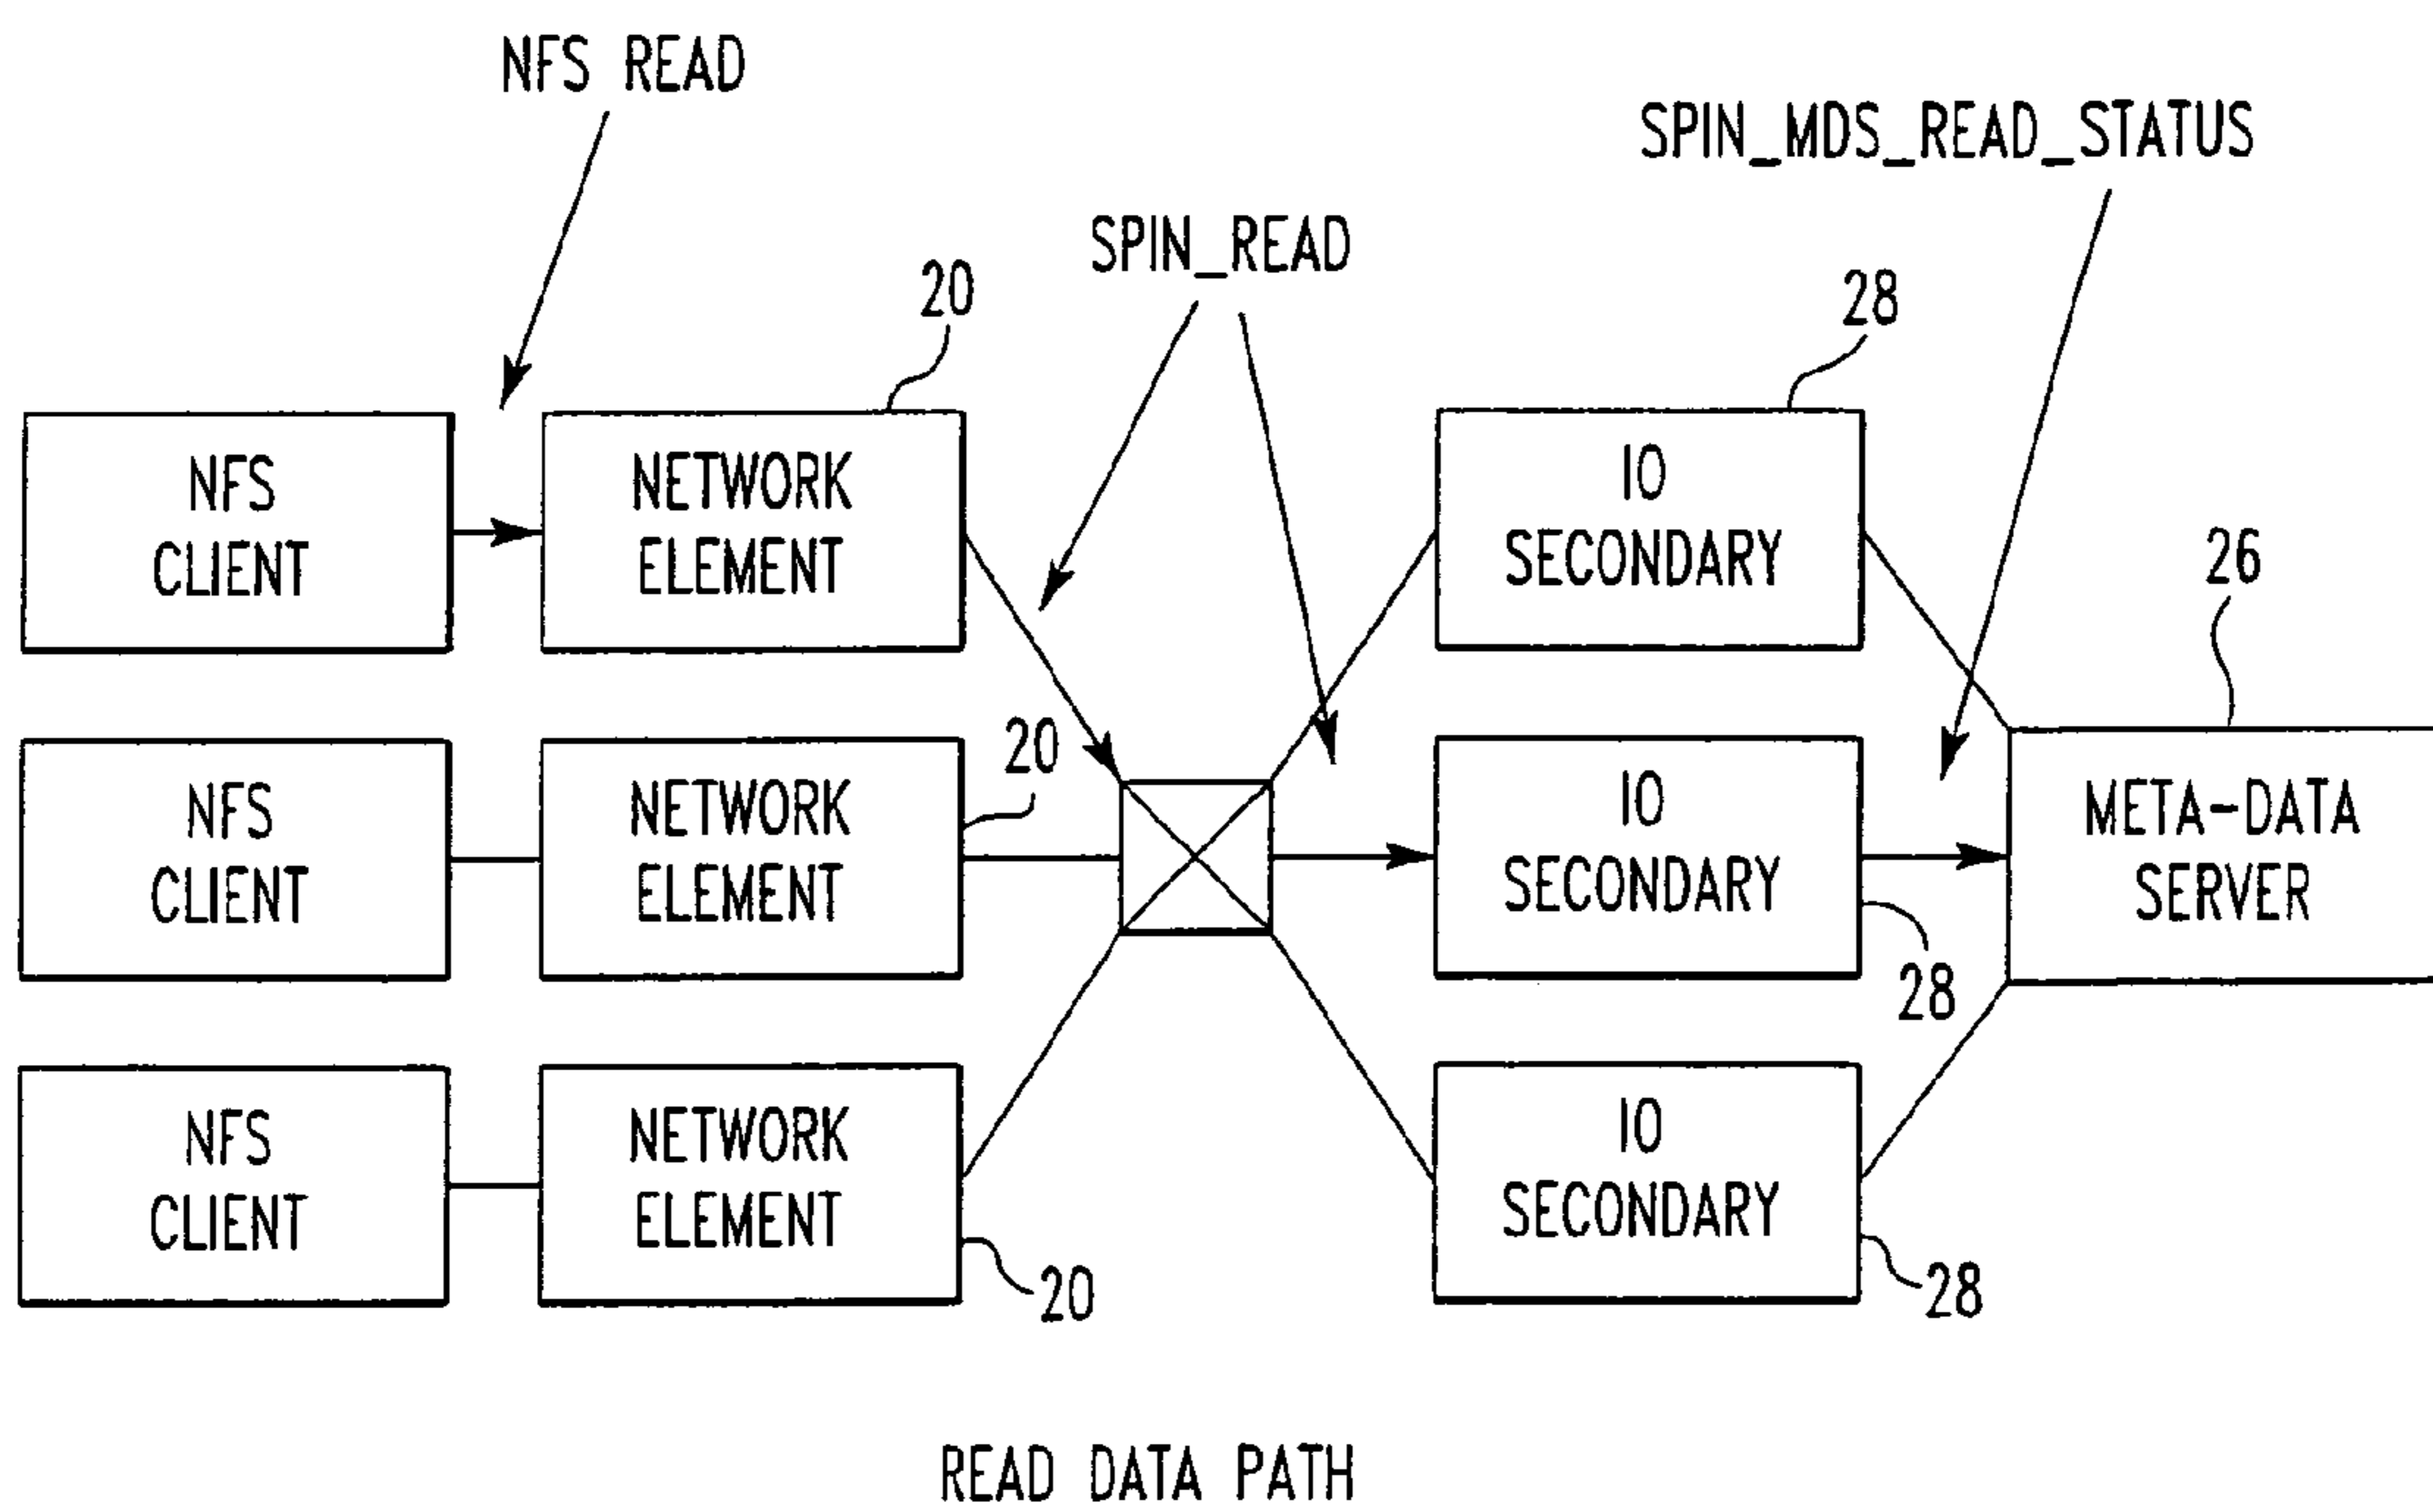 NFS READ
SPIN_MDS_READ_STATUS
SPIN_READ
20
28
NFS
CLIENT
NETWORK
ELEMENT
IO
SECONDARY
26
20
NFS
CLIENT
NETWORK
ELEMENT
IO
SECONDARY
META-DATA
SERVER
28
NFS
CLIENT
NETWORK
ELEMENT
IO
SECONDARY
20
28
READ DATA PATH